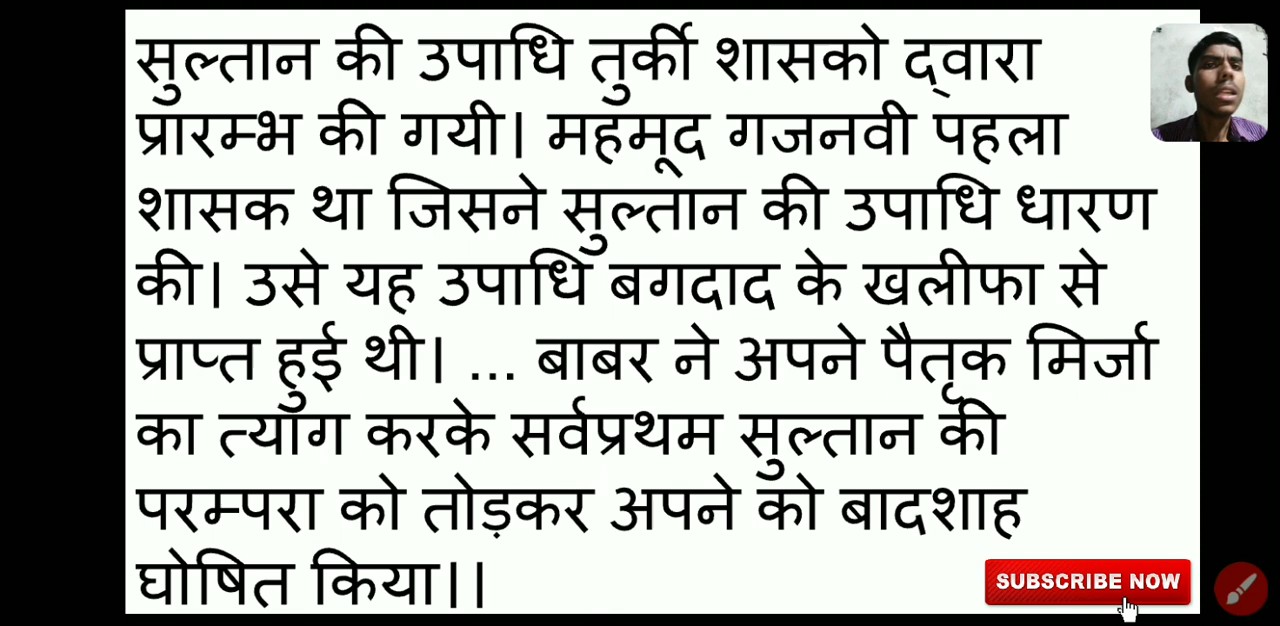 सुल्तान की उपाधि तुर्की शासको द्वारा
प्रारम्भ की गयी। महमूद गजनवी पहला
शासक था जिसने सुल्तान की उपाधि धारण
की। उसे यह उपाधि बगदाद के खलीफा से
प्राप्त हुई थी। ... बाबर ने अपने पैतृक मिर्जा
का त्याग करके सर्वप्रथम सुल्तान की
परम्परा को तोड़कर अपने को बादशाह
घोषित किया।।
SUBSCRIBE NOW